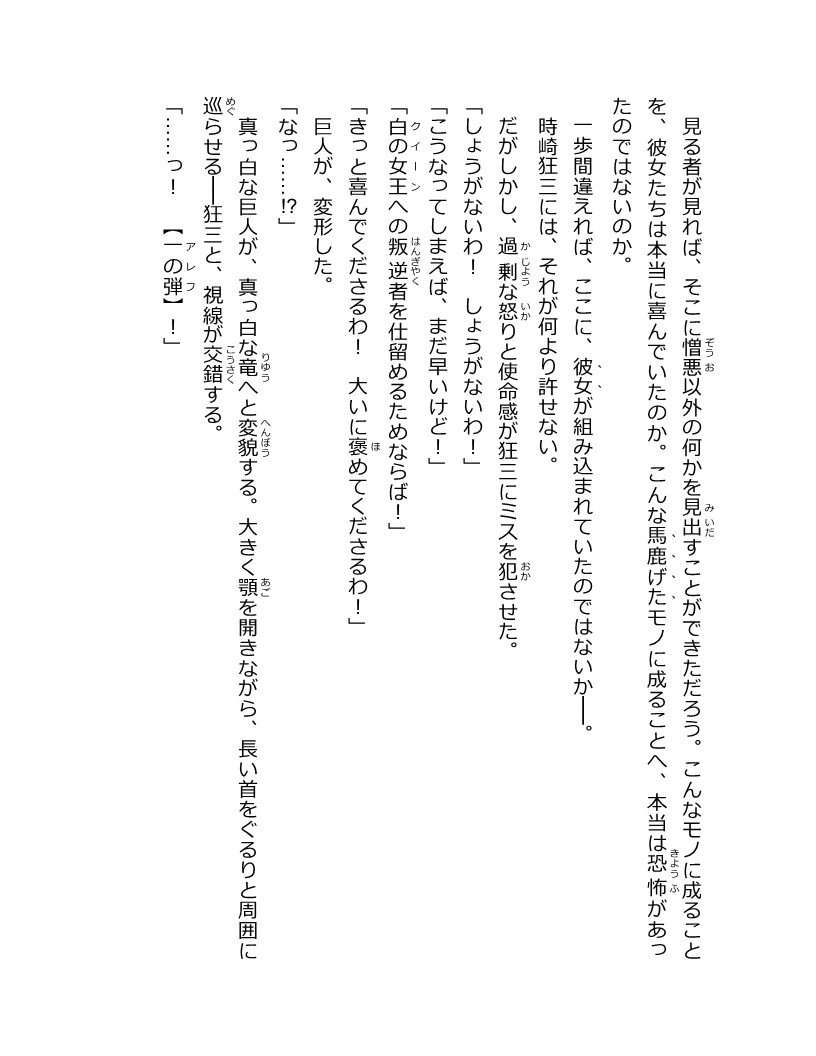 見る者が見れば、そこに憎悪以外の何かを見出すことができただろう。こんなモノに成ること
を、彼女たちは本当に喜んでいたのか。こんな馬鹿げたモノに成ることへ、本当は恐怖があっ
たのではないのか。
　一歩間違えれば、ここに、彼女が組み込まれていたのではないか──。
　時崎狂三には、それが何より許せない。
　だがしかし、過剰な怒りと使命感が狂三にミスを犯させた。
「しょうがないわ！　しょうがないわ！」
「こうなってしまえば、まだ早いけど！」
「白の女王への叛逆者を仕留めるためならば！」
「きっと喜んでくださるわ！　大いに褒めてくださるわ！」
　巨人が、変形した。
「なっ……⁉」
　真っ白な巨人が、真っ白な竜へと変貌する。大きく顎を開きながら、長い首をぐるりと周囲に
巡らせる──狂三と、視線が交錯する。
「……っ！　【一の弾】！」